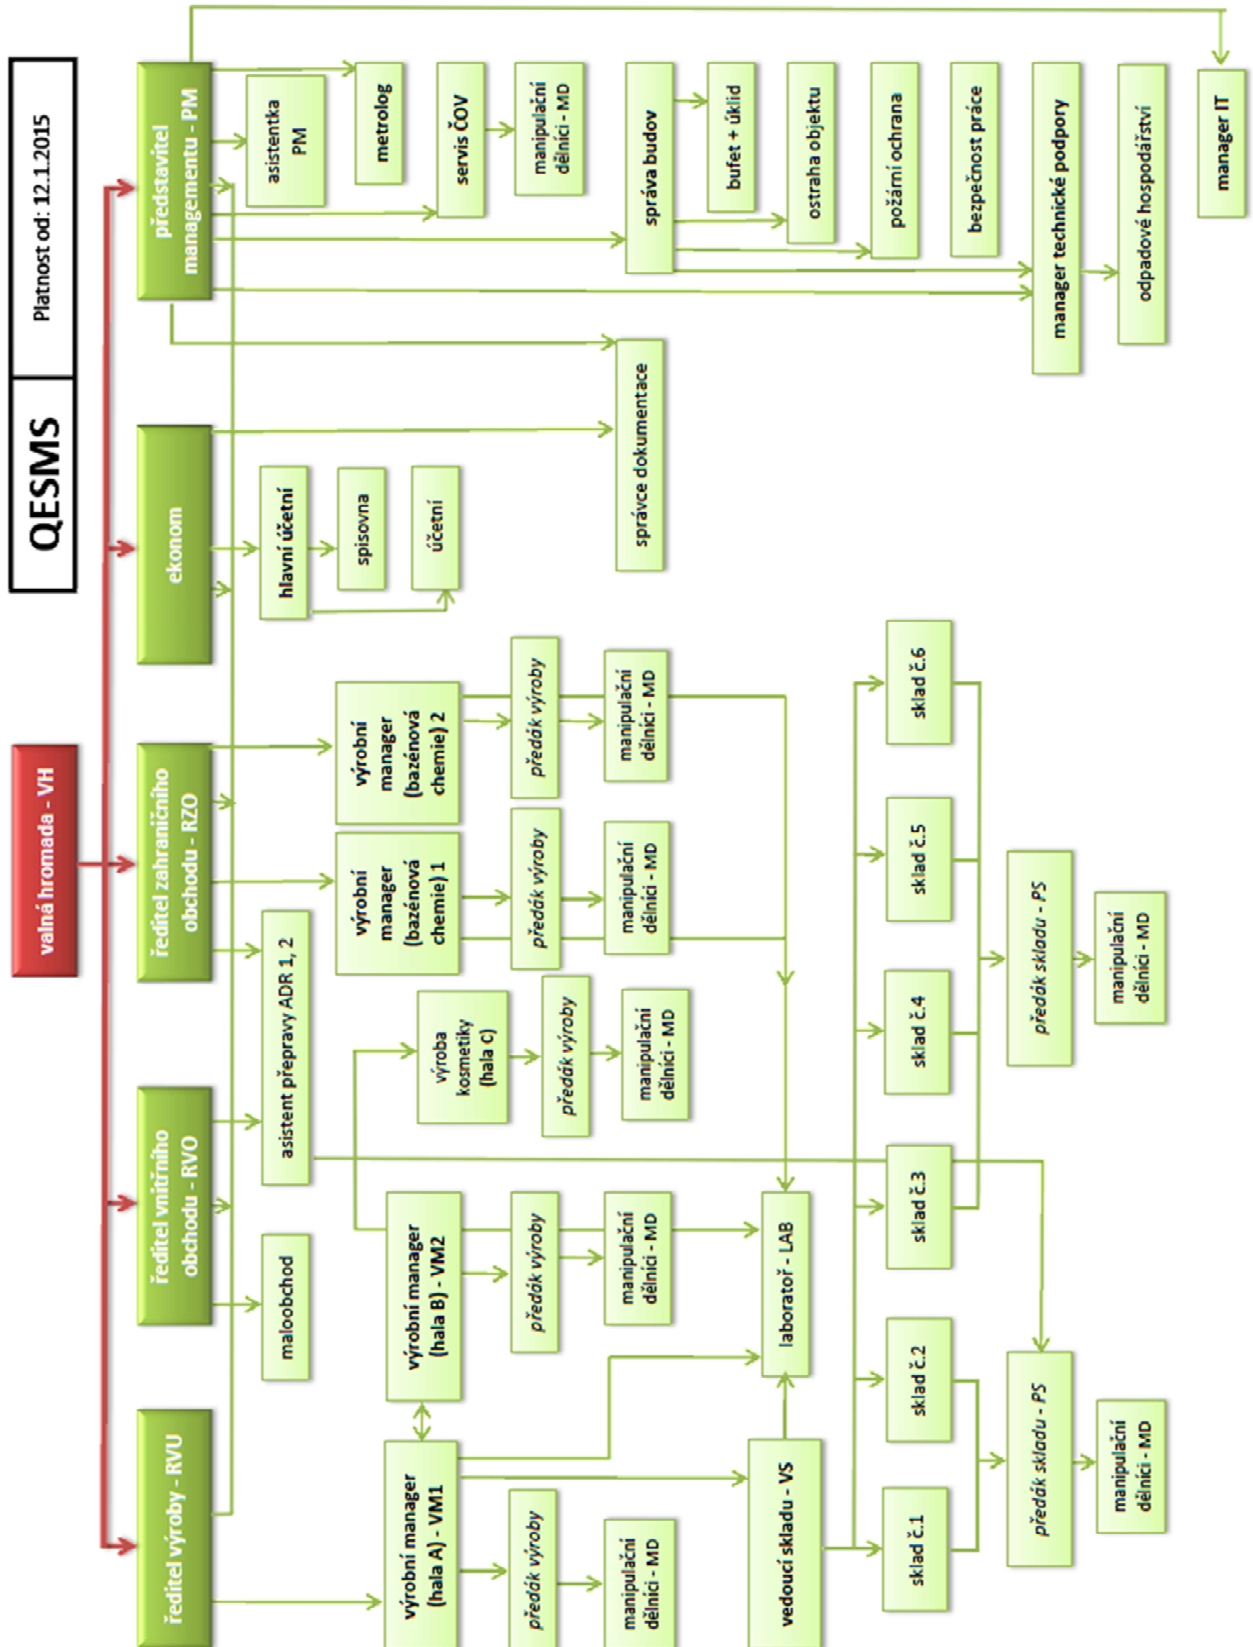 QESMS
Platnost od: 12.1.2015
valná hromada - VH
ředitel výroby - RVU
ředitel vnitřního
obchodu - RVO
ředitel zahraničního
obchodu - RZO
ekonom
představitel
managementu - PM
maloobchod
asistent přepravy ADR 1, 2
hlavní účetní
spisovna
účetní
asistentka
PM
metrolog
servis ČOV
manipulační
dělníci - MD
výrobní manager
(hala A) - VM1
výrobní manager
(hala B) - VM2
výroba
kosmetiky
(hala C)
výrobní
manager
(bazénová
chemie) 1
výrobní
manager
(bazénová
chemie) 2
předák výroby
předák výroby
předák výroby
předák výroby
předák výroby
manipulační
dělníci - MD
manipulační
dělníci - MD
manipulační
dělníci - MD
manipulační
dělníci - MD
manipulační
dělníci - MD
správce dokumentace
správa budov
bufet + úklid
ostraha objektu
požární ochrana
bezpečnost práce
manager technické podpory
odpadové hospodářství
manager IT
vedoucí skladu - VS
laboratoř - LAB
sklad č.1
sklad č.2
sklad č.3
sklad č.4
sklad č.5
sklad č.6
předák skladu - PS
předák skladu - PS
manipulační
dělníci - MD
manipulační
dělníci - MD